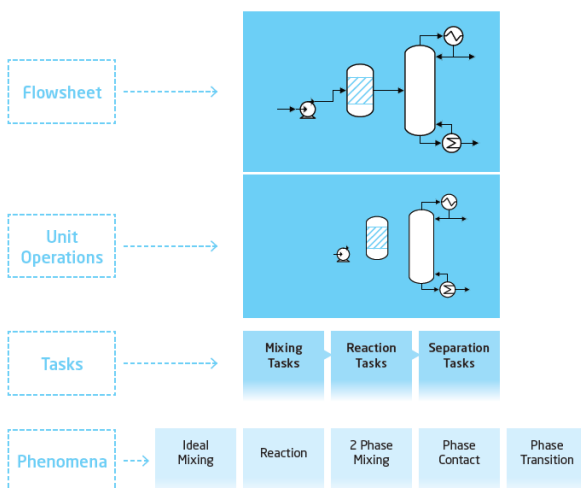 Flowsheet
Unit
Operations
Tasks
Mixing
Tasks
Reaction
Tasks
Separation
Tasks
Phenomena
Ideal
Mixing
Reaction
2 Phase
Mixing
Phase
Contact
Phase
Transition